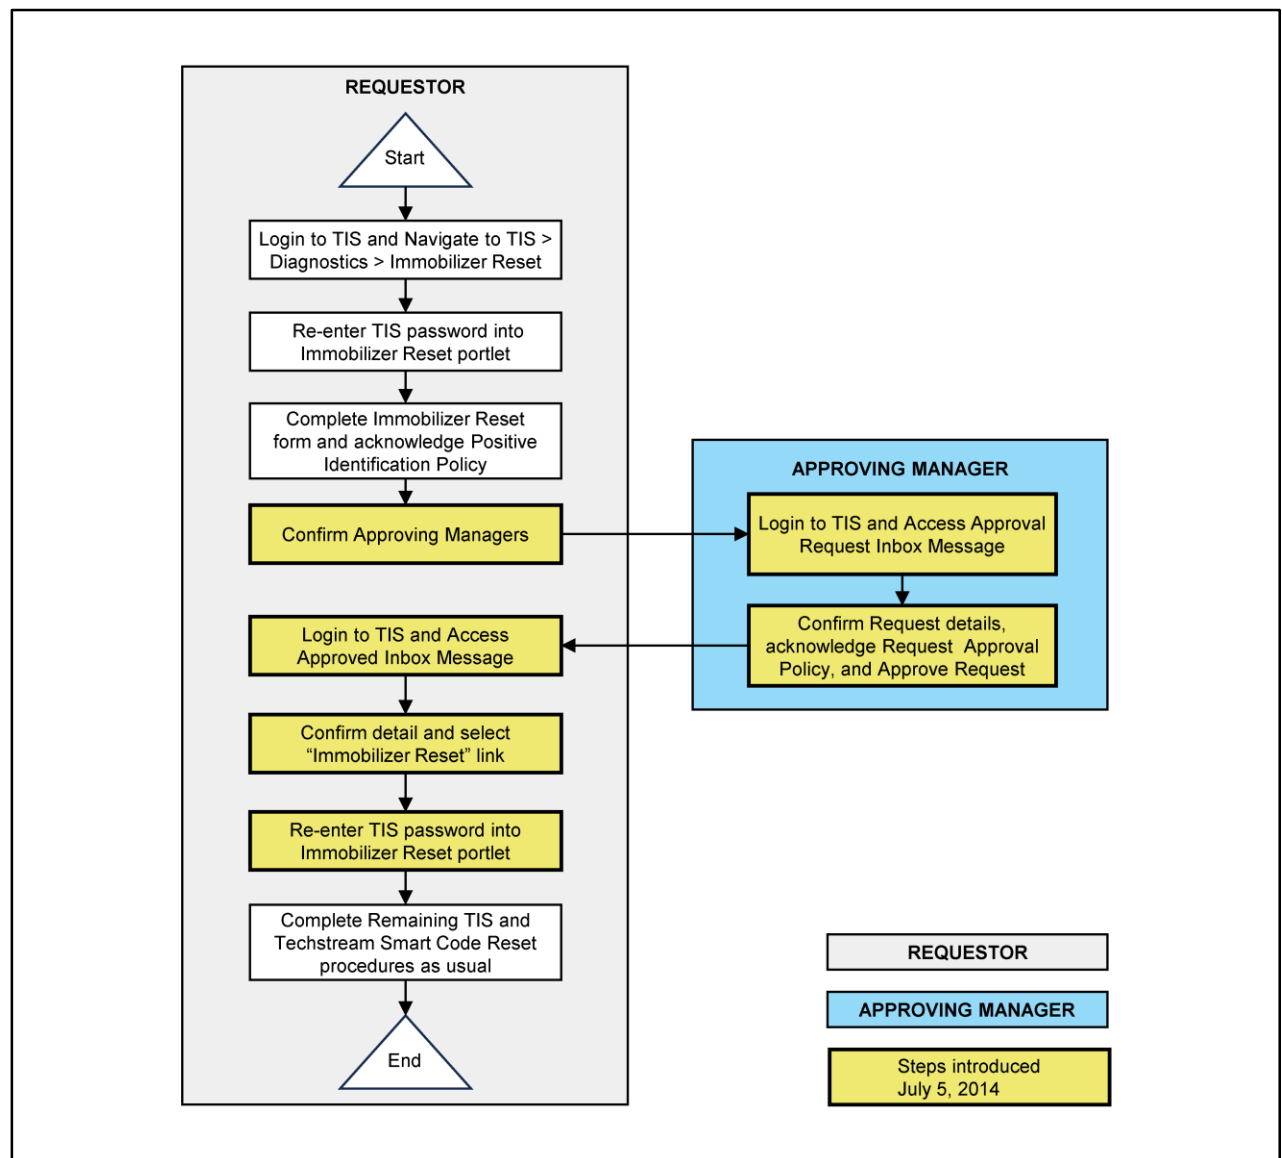 REQUESTOR
Start
Login to TIS and Navigate to TIS >
Diagnostics > Immobilizer Reset
Re-enter TIS password into
Immobilizer Reset portlet
Complete Immobilizer Reset
form and acknowledge Positive
Identification Policy
Confirm Approving Managers
APPROVING MANAGER
Login to TIS and Access Approval
Request Inbox Message
Confirm Request details,
acknowledge Request Approval
Policy, and Approve Request
Login to TIS and Access
Approved Inbox Message
Confirm detail and select
“Immobilizer Reset” link
Re-enter TIS password into
Immobilizer Reset portlet
Complete Remaining TIS and
Techstream Smart Code Reset
procedures as usual
End
REQUESTOR
APPROVING MANAGER
Steps introduced
July 5, 2014